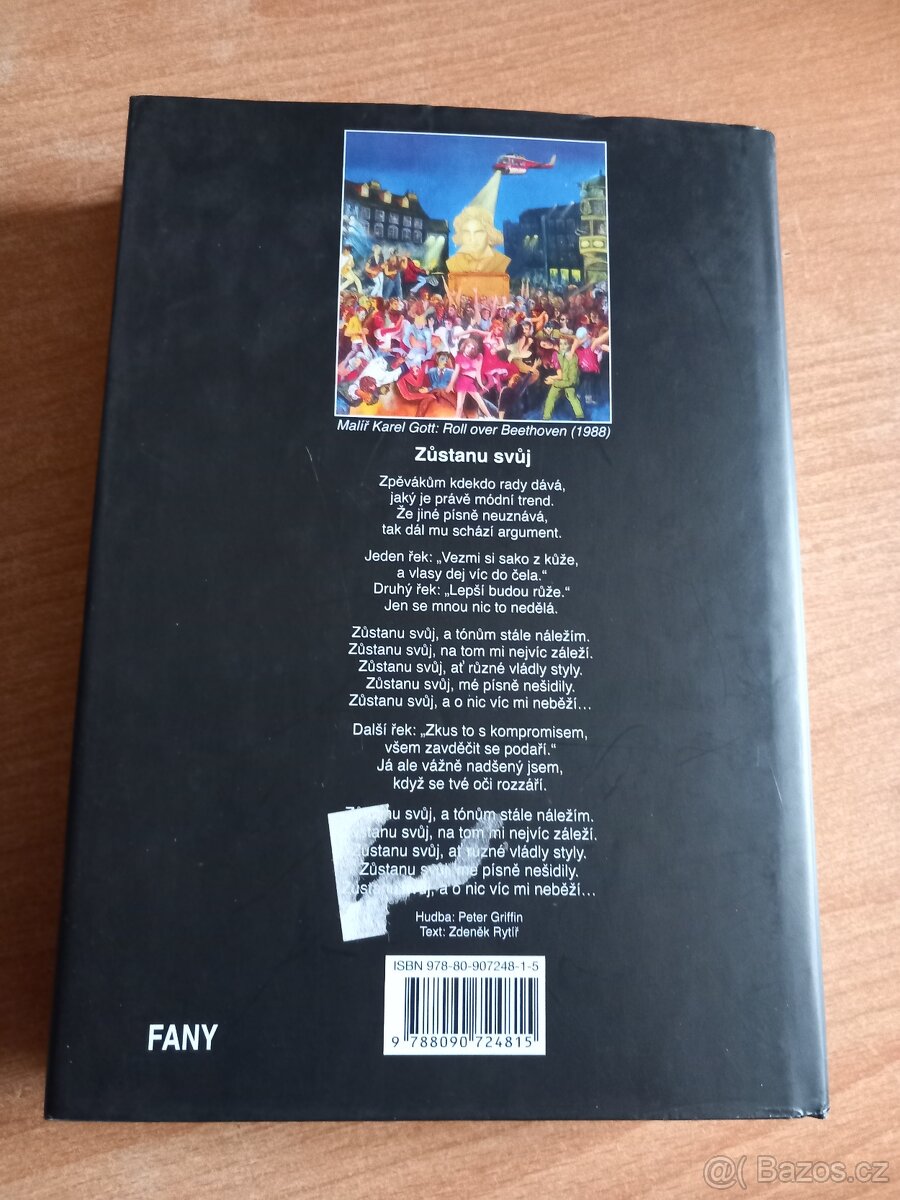 Malíř Karel Gott: Roll over Beethoven (1988)
Zůstanu svůj
Zpěvákům kdekdo rady dává,
jaký je právě módní trend.
Že jiné písně neuznává,
tak dál mu schází argument.
Jeden řek: „Vezmi si sako z kůže,
a vlasy dej víc do čela.“
Druhý řek: „Lepší budou růže.“
Jen se mnou nic to nedělá.
Zůstanu svůj, a tónům stále náležím.
Zůstanu svůj, na tom mi nejvíc záleží.
Zůstanu svůj, ať různé vládly styly.
Zůstanu svůj, mé písně nešidily.
Zůstanu svůj, a o nic víc mi neběží...
Další řek: „Zkus to s kompromisem,
všem zavděčit se podaří.“
Já ale vážně nadšený jsem,
když se tvé oči rozzáří.
Zůstanu svůj, a tónům stále náležím.
Zůstanu svůj, na tom mi nejvíc záleží.
Zůstanu svůj, ať různé vládly styly.
Zůstanu svůj, mé písně nešidily.
Zůstanu svůj, a o nic víc mi neběží...
Hudba: Peter Griffin
Text: Zdeněk Rytíř
ISBN 978-80-907248-1-5
9 788090 724815
FANY
@ Bazos.cz